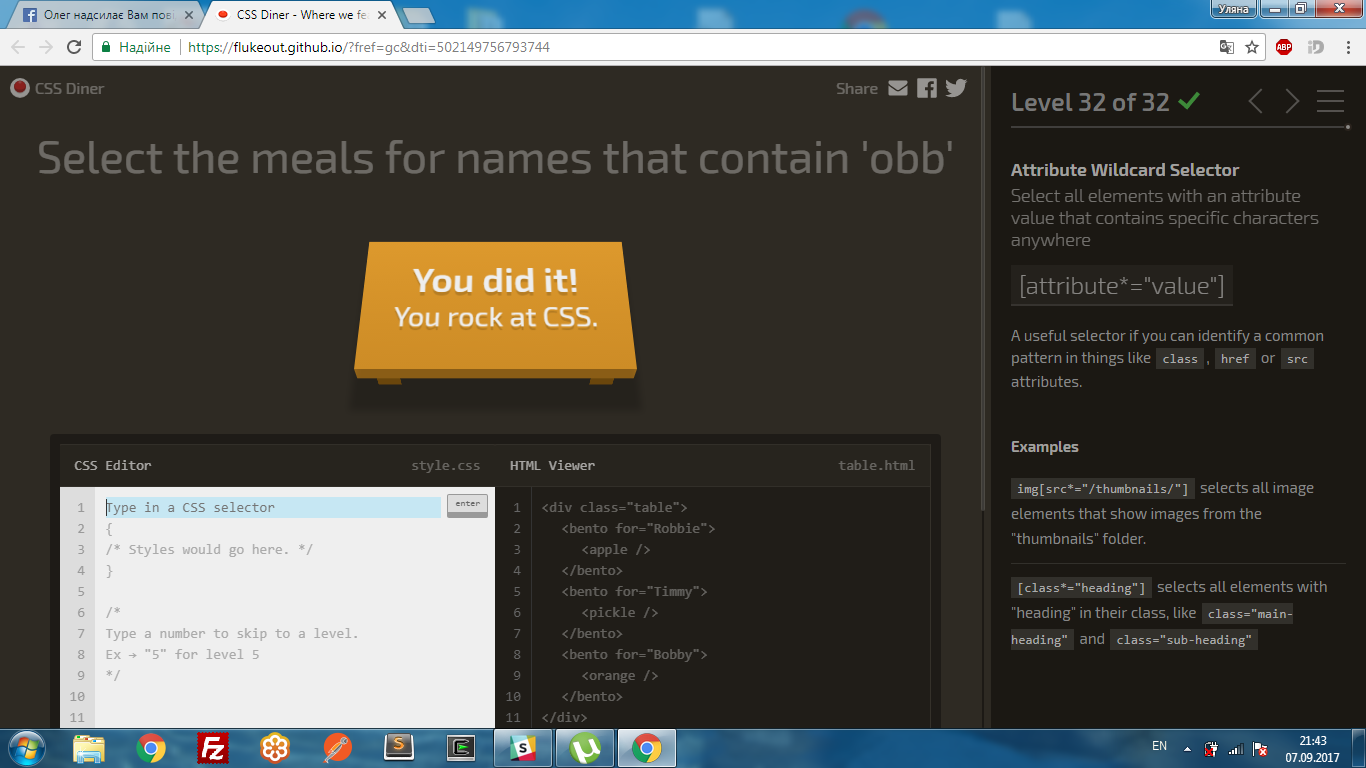 Олег надсилає Вам пові
CSS Diner - Where we fe
Уляна
Надійне
https://flukeout.github.io/?fref=gc&dti=502149756793744
ABP
iD
CSS Diner
Share
Select the meals for names that contain 'obb'
You did it!
You rock at CSS.
CSS Editor
style.css
HTML Viewer
table.html
1 Type in a CSS selector
enter
2 {
3 /* Styles would go here. */
4 }
5
6 /*
7 Type a number to skip to a level.
8 Ex → "5" for level 5
9 */
10
11
1 <div class="table">
2 <bento for="Robbie">
3 <apple />
4 </bento>
5 <bento for="Timmy">
6 <pickle />
7 </bento>
8 <bento for="Bobby">
9 <orange />
10 </bento>
11 </div>
Level 32 of 32
Attribute Wildcard Selector
Select all elements with an attribute
value that contains specific characters
anywhere
[attribute*="value"]
A useful selector if you can identify a common
pattern in things like class , href or src
attributes.
Examples
img[src*="/thumbnails/"] selects all image
elements that show images from the
"thumbnails" folder.
[class*="heading"] selects all elements with
"heading" in their class, like class="main-
heading" and class="sub-heading"
EN
21:43
07.09.2017